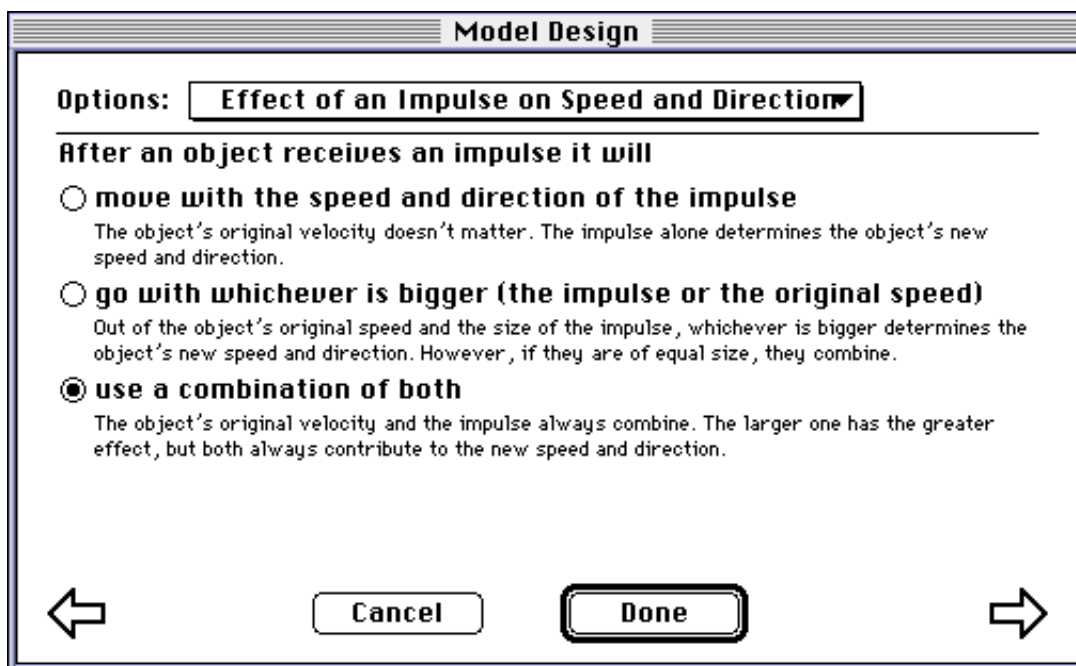 Model Design
Options: Effect of an Impulse on Speed and Direction
After an object receives an impulse it will
move with the speed and direction of the impulse
The object's original velocity doesn't matter. The impulse alone determines the object's new
speed and direction.
go with whichever is bigger (the impulse or the original speed)
Out of the object's original speed and the size of the impulse, whichever is bigger determines the
object's new speed and direction. However, if they are of equal size, they combine.
use a combination of both
The object's original velocity and the impulse always combine. The larger one has the greater
effect, but both always contribute to the new speed and direction.
Cancel Done